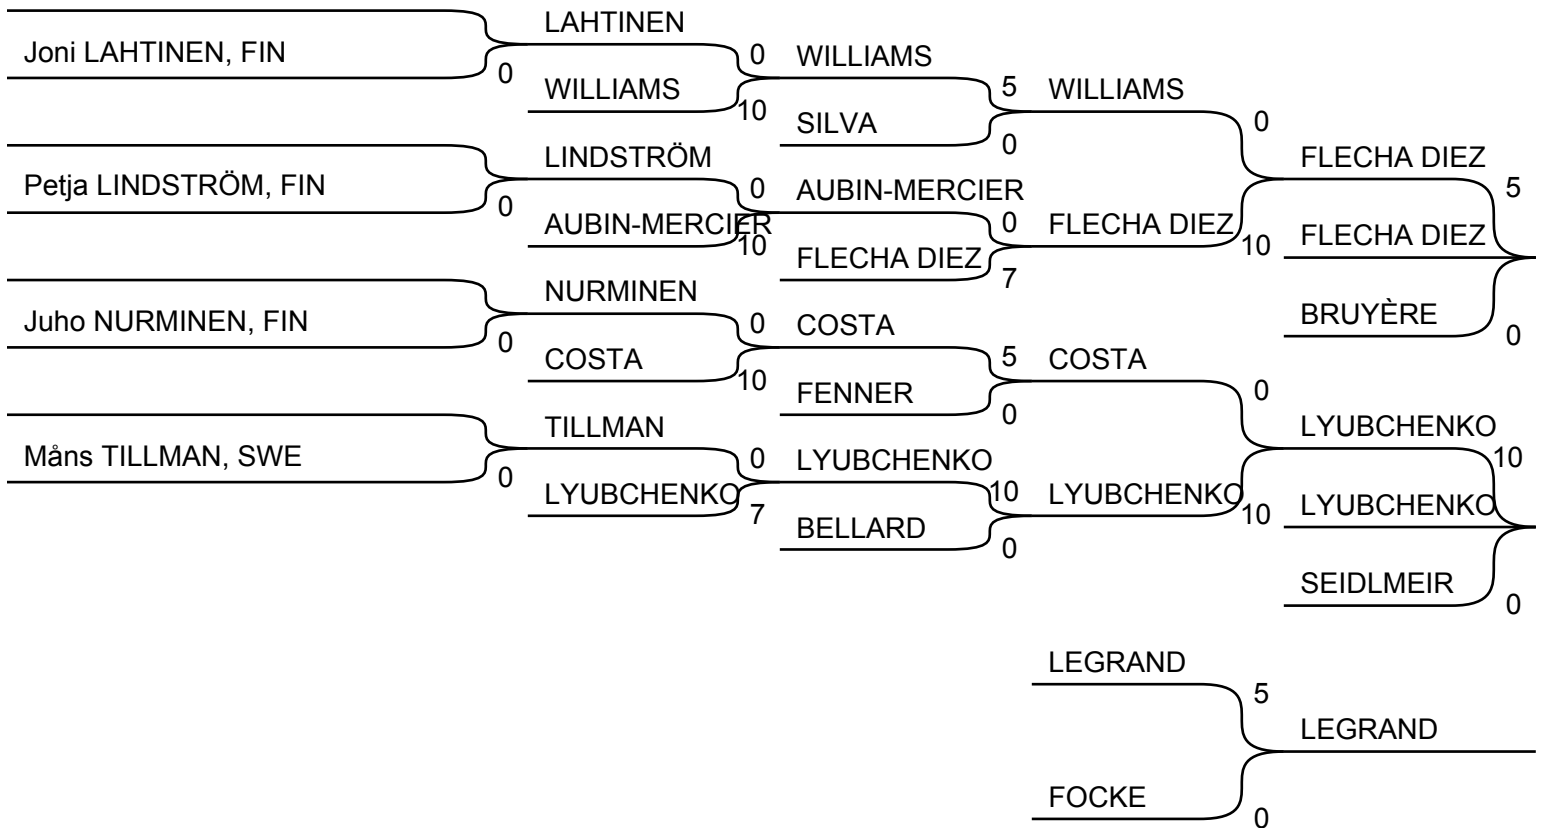 Joni LAHTINEN, FIN
0
Petja LINDSTRÖM, FIN
0
Juho NURMINEN, FIN
0
Måns TILLMAN, SWE
0
LAHTINEN
0
WILLIAMS
10
LINDSTRÖM
0
AUBIN-MERCIER
10
NURMINEN
0
COSTA
10
TILLMAN
0
LYUBCHENKO
7
WILLIAMS
5
SILVA
0
AUBIN-MERCIER
0
FLECHA DIEZ
7
COSTA
5
FENNER
0
LYUBCHENKO
10
BELLARD
0
WILLIAMS
0
FLECHA DIEZ
10
COSTA
0
LYUBCHENKO
10
LEGRAND
5
FOCKE
0
FLECHA DIEZ
5
FLECHA DIEZ
BRUYÈRE
0
LYUBCHENKO
10
LYUBCHENKO
SEIDLMEIR
0
LEGRAND